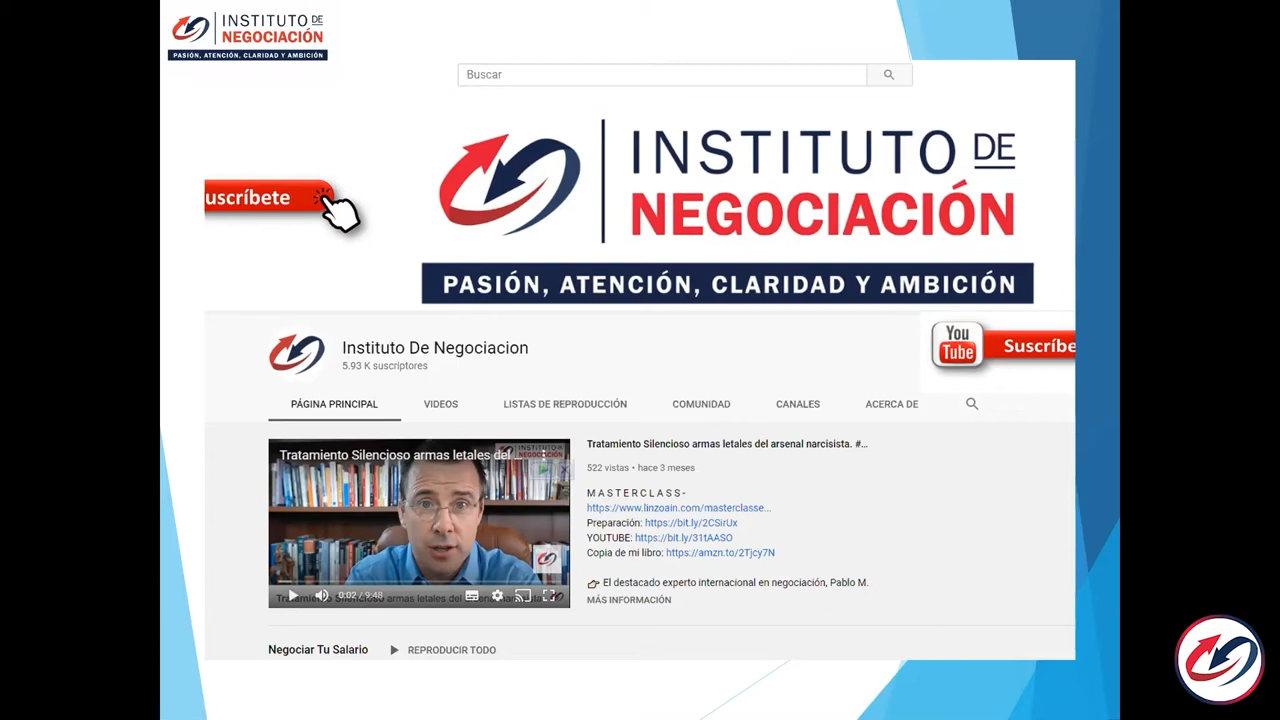 INSTITUTO DE
NEGOCIACIÓN
PASIÓN, ATENCIÓN, CLARIDAD Y AMBICIÓN
Buscar
uscríbete
INSTITUTO DE
NEGOCIACIÓN
PASIÓN, ATENCIÓN, CLARIDAD Y AMBICIÓN
Instituto De Negociacion
5.93 K suscriptores
You
Tube
Suscríbe
PÁGINA PRINCIPAL VIDEOS LISTAS DE REPRODUCCIÓN COMUNIDAD CANALES ACERCA DE
Tratamiento Silencioso armas letales del ...
0:02 / 9:48
Tratamiento Silencioso armas letales del arsenal narcisista. #...
522 vistas • hace 3 meses
M A S T E R C L A S S -
https://www.linzoain.com/masterclasse...
Preparación: https://bit.ly/2CSirUx
YOUTUBE: https://bit.ly/31tAASO
Copia de mi libro: https://amzn.to/2Tjcy7N
El destacado experto internacional en negociación, Pablo M.
MÁS INFORMACIÓN
Negociar Tu Salario REPRODUCIR TODO